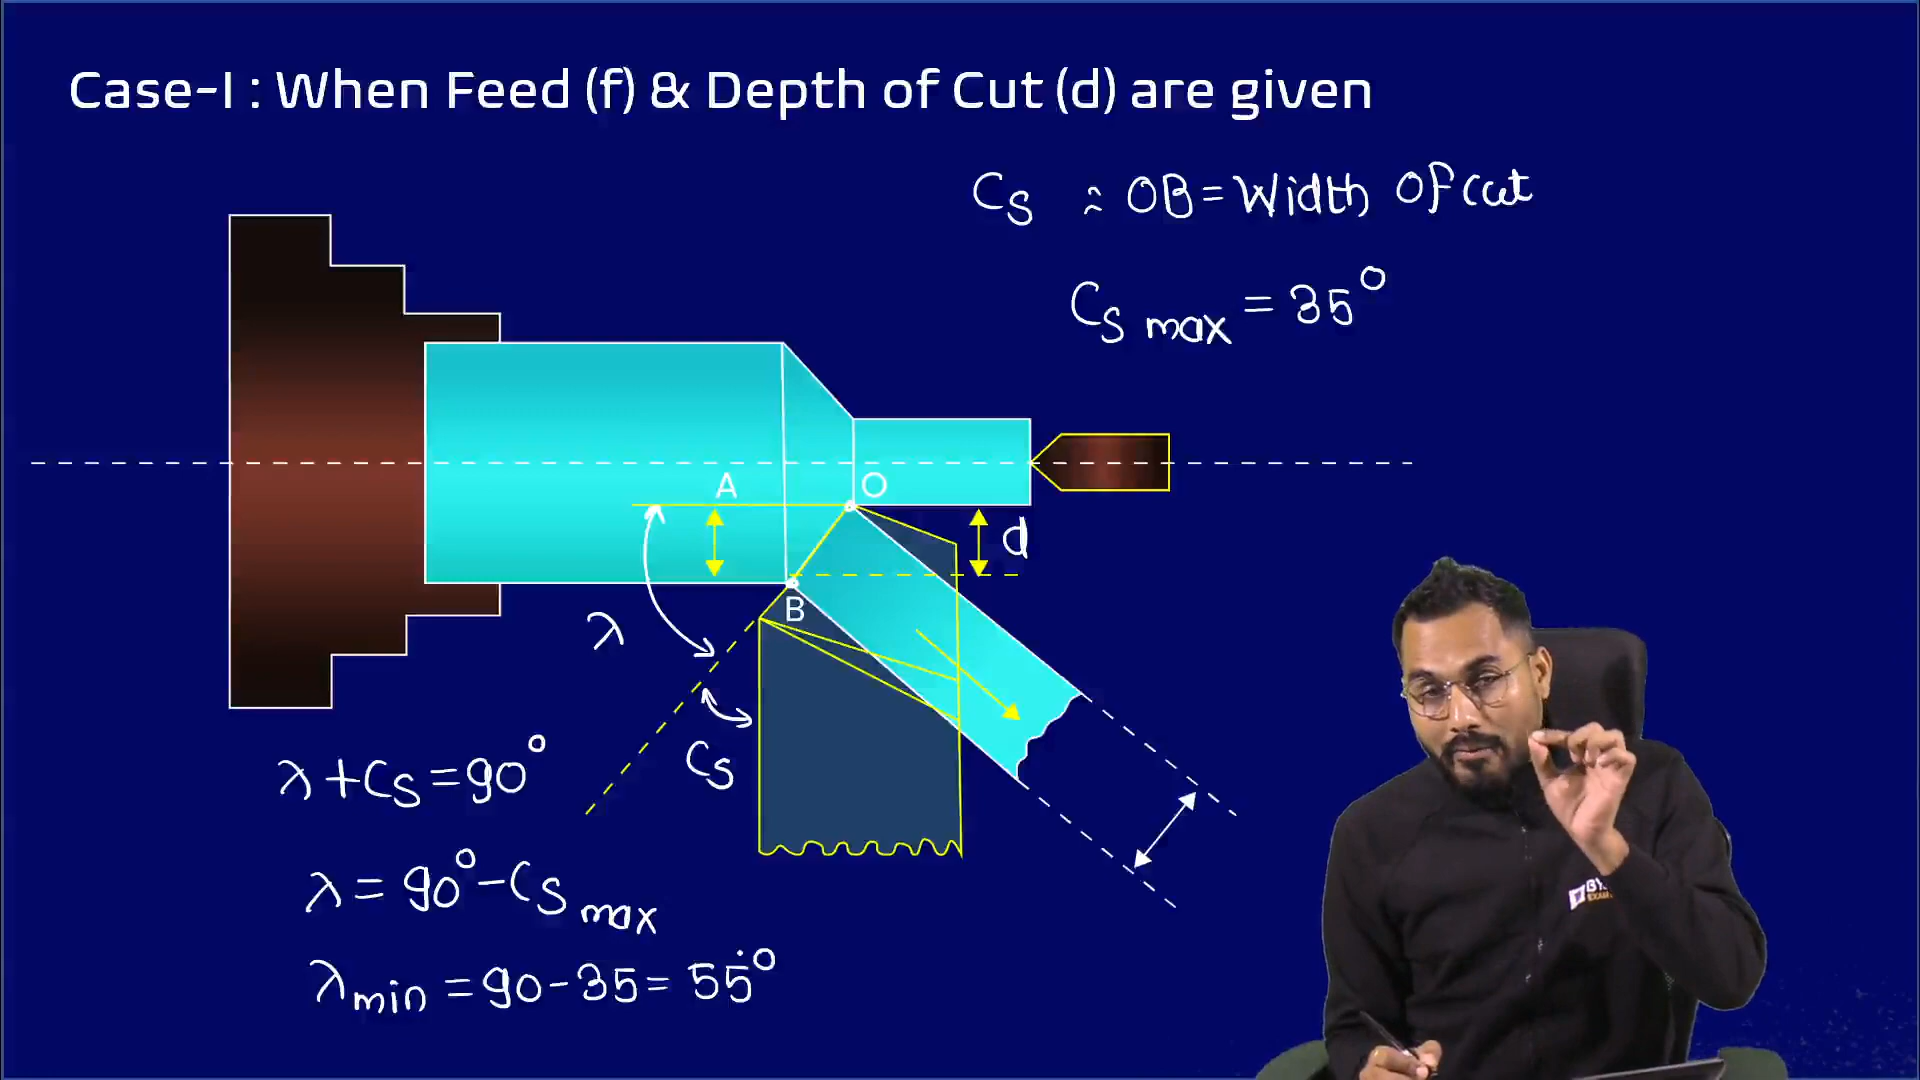 Case-I : When Feed (f) & Depth of Cut (d) are given
Cs ∴ OB = Width of cut
Cs max = 35°
A
O
d
B
λ
Cs
λ + Cs = 90°
λ = 90° - Cs max
λmin = 90 - 35 = 55°